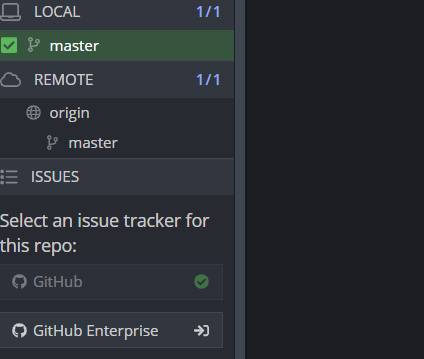 LOCAL 1/1
master
REMOTE 1/1
origin
master
ISSUES
Select an issue tracker for
this repo:
GitHub
GitHub Enterprise